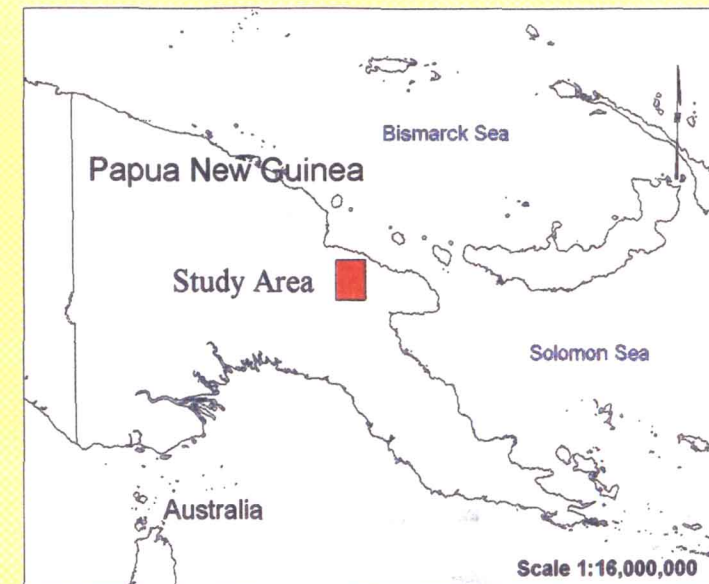 Bismarck Sea
Papua New Guinea
Study Area
Solomon Sea
Australia
Scale 1:16,000,000